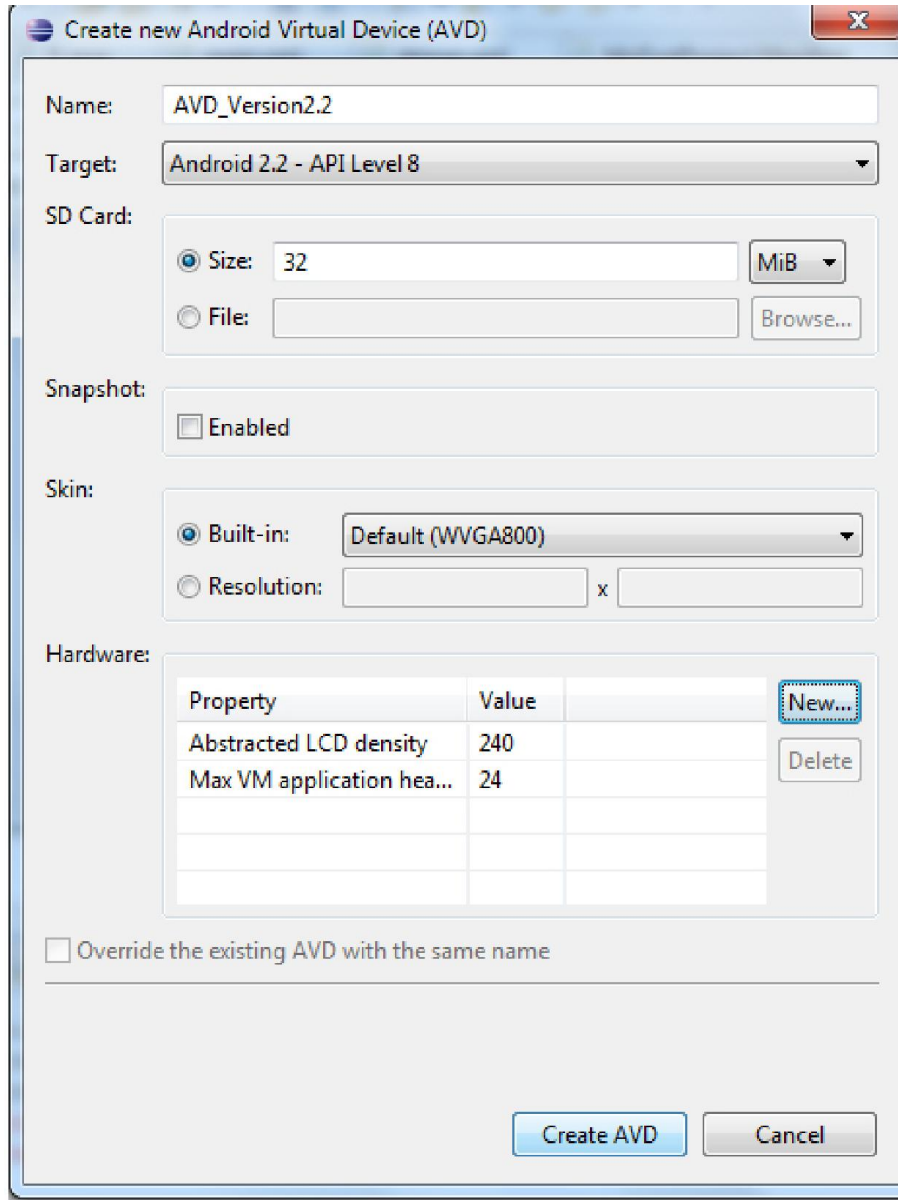 Create new Android Virtual Device (AVD)
Name: AVD_Version2.2
Target: Android 2.2 - API Level 8
SD Card:
Size: 32 MiB
File: Browse...
Snapshot:
Enabled
Skin:
Built-in: Default (WVGA800)
Resolution: x
Hardware:
Property Value New...
Abstracted LCD density 240 Delete
Max VM application hea... 24
Override the existing AVD with the same name
Create AVD Cancel